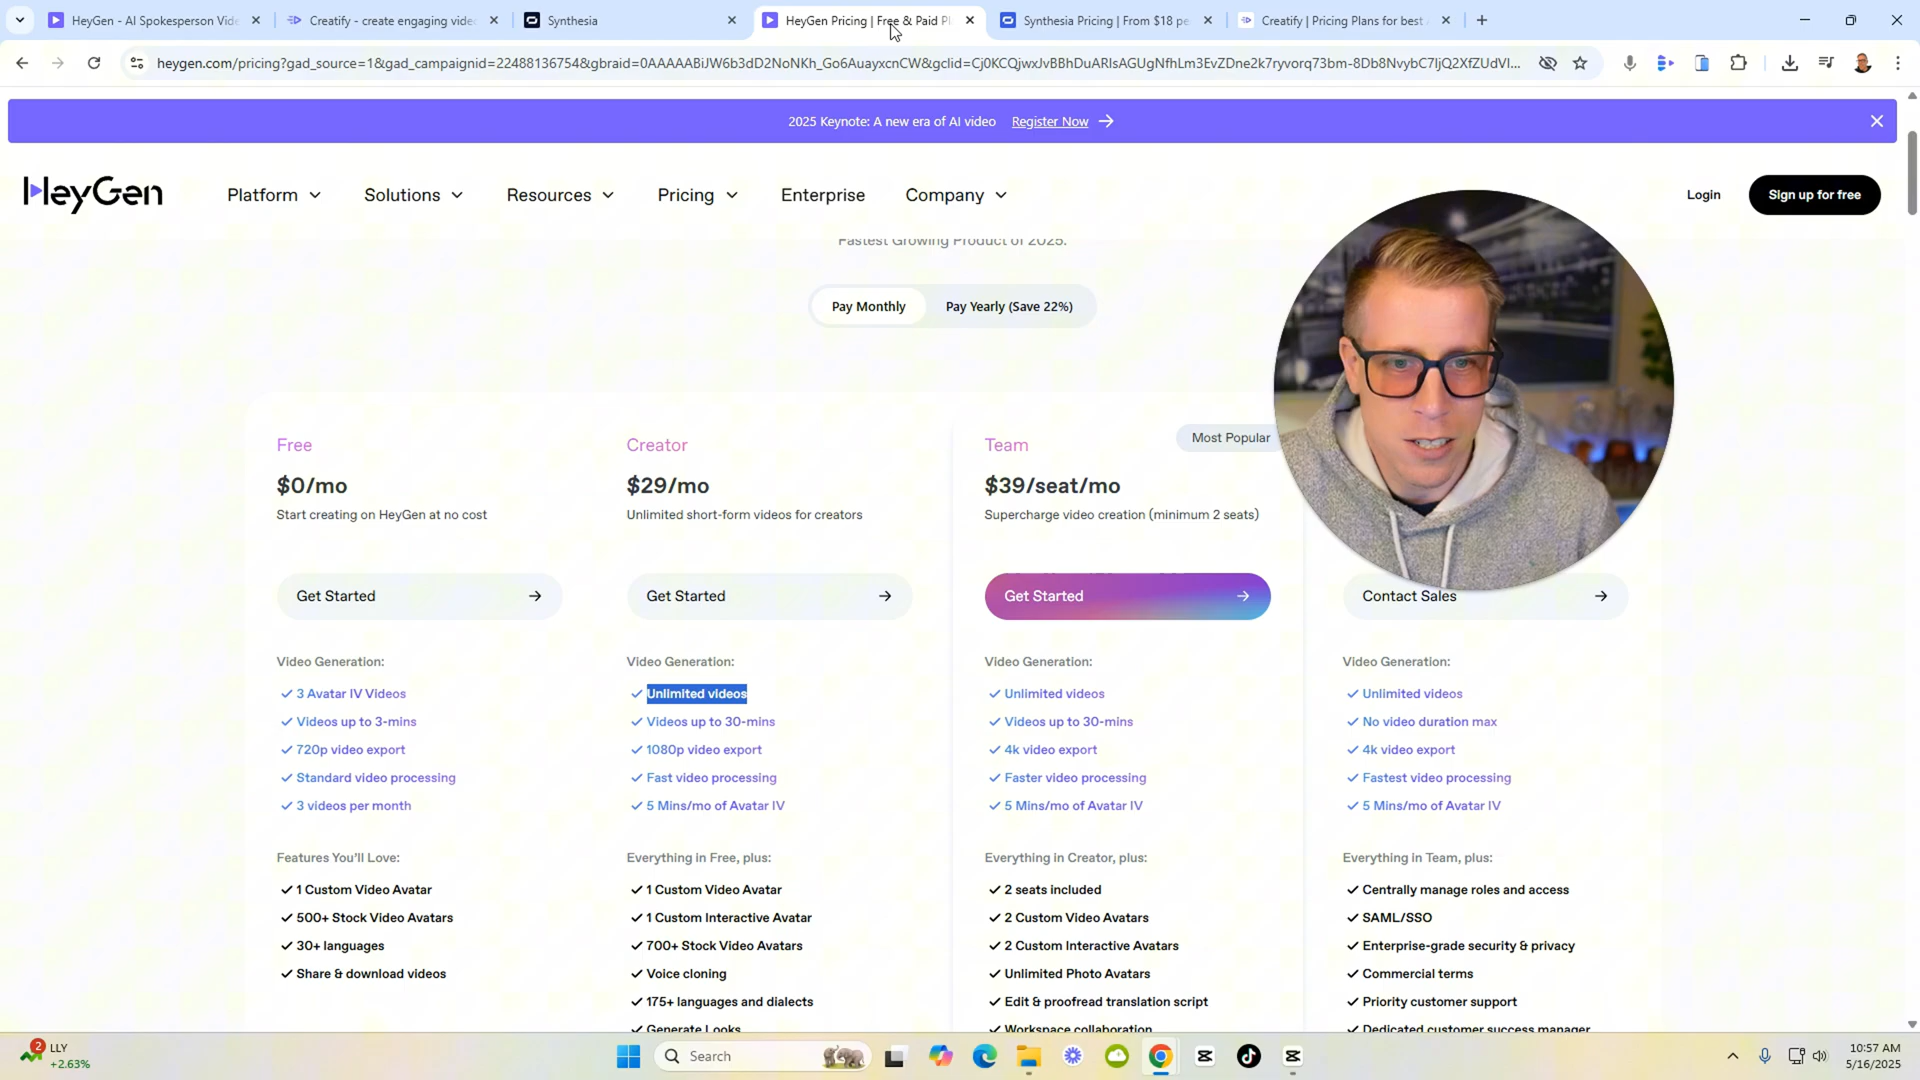 HeyGen - AI Spokesperson Vide
Creatify - create engaging video
Synthesia
HeyGen Pricing | Free & Paid Pl
Synthesia Pricing | From $18 pe
Creatify | Pricing Plans for best
heygen.com/pricing?gad_source=1&gad_campaignid=22488136754&gbraid=0AAAAABiJW6b3dD2NoNKh_Go6AuayxcnCW&gclid=Cj0KCQjwxJvBBhDuARIsAGUgNfhLm3EvZDne2k7ryvorq73bm-8Db8NvybC7IjQ2XfZUdVI...
2025 Keynote: A new era of AI video Register Now
HeyGen
Platform
Solutions
Resources
Pricing
Enterprise
Company
Login
Sign up for free
Fastest Growing Product of 2025.
Pay Monthly
Pay Yearly (Save 22%)
Free
$0/mo
Start creating on HeyGen at no cost
Get Started
Video Generation:
3 Avatar IV Videos
Videos up to 3-mins
720p video export
Standard video processing
3 videos per month
Features You'll Love:
1 Custom Video Avatar
500+ Stock Video Avatars
30+ languages
Share & download videos
Creator
$29/mo
Unlimited short-form videos for creators
Get Started
Video Generation:
Unlimited videos
Videos up to 30-mins
1080p video export
Fast video processing
5 Mins/mo of Avatar IV
Everything in Free, plus:
1 Custom Video Avatar
1 Custom Interactive Avatar
700+ Stock Video Avatars
Voice cloning
175+ languages and dialects
Generate Looks
Team
Most Popular
$39/seat/mo
Supercharge video creation (minimum 2 seats)
Get Started
Video Generation:
Unlimited videos
Videos up to 30-mins
4k video export
Faster video processing
5 Mins/mo of Avatar IV
Everything in Creator, plus:
2 seats included
2 Custom Video Avatars
2 Custom Interactive Avatars
Unlimited Photo Avatars
Edit & proofread translation script
Workspace collaboration
Contact Sales
Video Generation:
Unlimited videos
No video duration max
4k video export
Fastest video processing
5 Mins/mo of Avatar IV
Everything in Team, plus:
Centrally manage roles and access
SAML/SSO
Enterprise-grade security & privacy
Commercial terms
Priority customer support
Dedicated customer success manager
2
LLY
+2.63%
Search
10:57 AM
5/16/2025